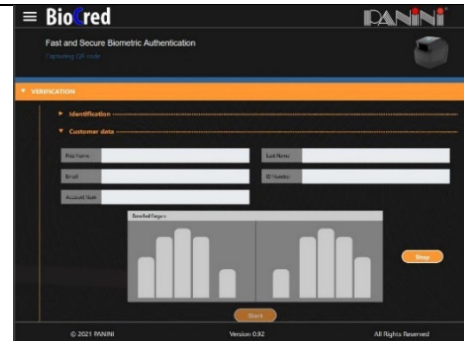 BioCred
PANINI
Fast and Secure Biometric Authentication
Capturing QR code
VERIFICATION
Identification
Customer data
First Name
Last Name
Email
ID Number
Account Num
Enrolled Fingers
Stop
Start
© 2021 PANINI
Version 0.92
All Rights Reserved